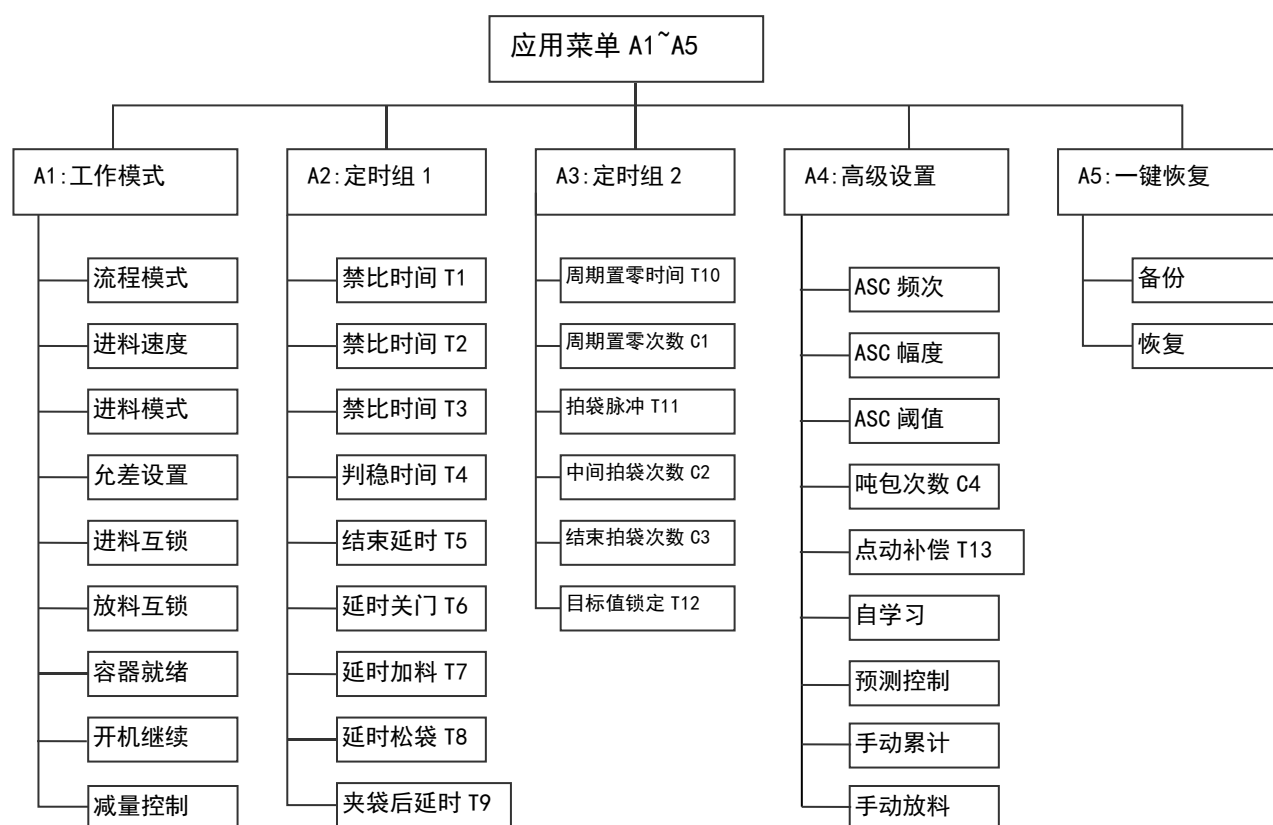 应用菜单 A1~A5
A1:工作模式
流程模式
进料速度
进料模式
允差设置
进料互锁
放料互锁
容器就绪
开机继续
减量控制
A2:定时组 1
禁比时间 T1
禁比时间 T2
禁比时间 T3
判稳时间 T4
结束延时 T5
延时关门 T6
延时加料 T7
延时松袋 T8
夹袋后延时 T9
A3:定时组 2
周期置零时间 T10
周期置零次数 C1
拍袋脉冲 T11
中间拍袋次数 C2
结束拍袋次数 C3
目标值锁定 T12
A4:高级设置
ASC 频次
ASC 幅度
ASC 阈值
吨包次数 C4
点动补偿 T13
自学习
预测控制
手动累计
手动放料
A5:一键恢复
备份
恢复